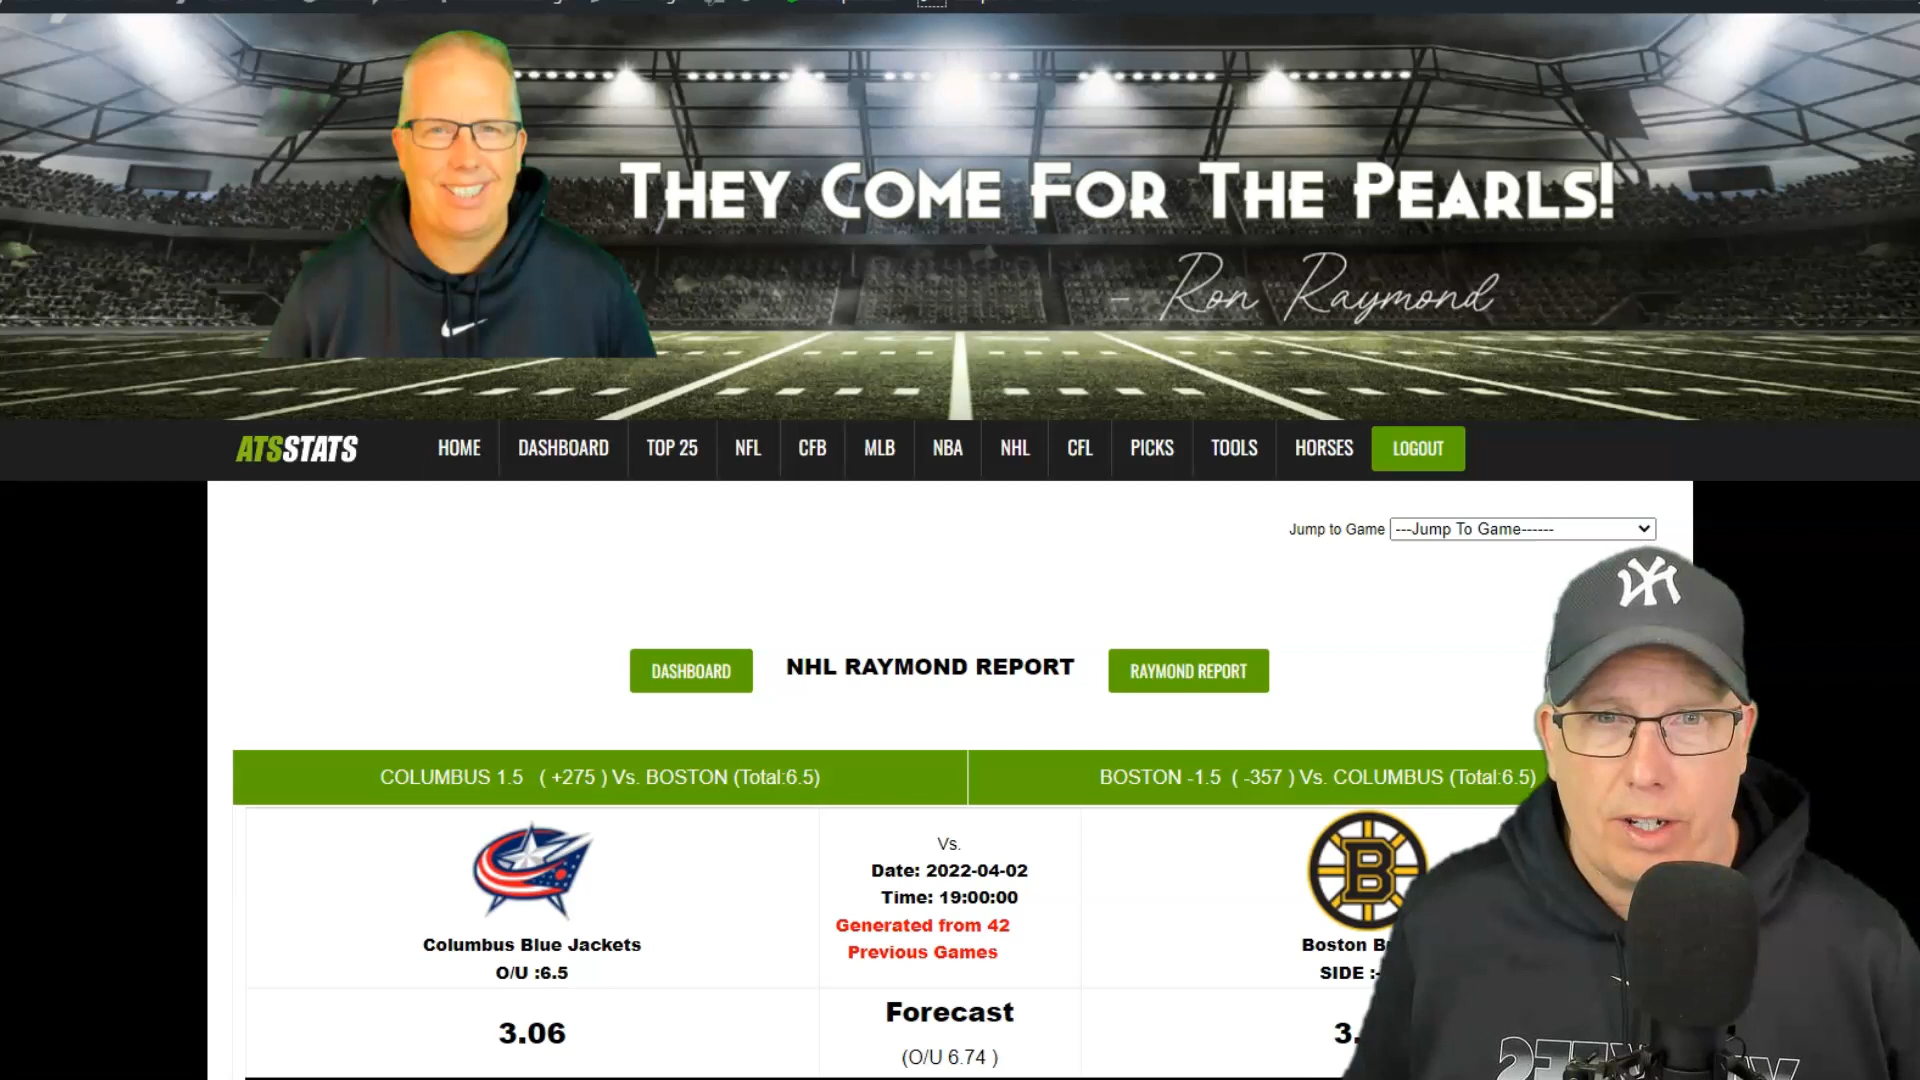 THEY COME FOR THE PEARLS!
- Ron Raymond
ATSSTATS
HOME
DASHBOARD
TOP 25
NFL
CFB
MLB
NBA
NHL
CFL
PICKS
TOOLS
HORSES
LOGOUT
Jump to Game
---Jump To Game------
DASHBOARD
NHL RAYMOND REPORT
RAYMOND REPORT
COLUMBUS 1.5 ( +275 ) Vs. BOSTON (Total:6.5)
BOSTON -1.5 ( -357 ) Vs. COLUMBUS (Total:6.5)
Vs.
Date: 2022-04-02
Time: 19:00:00
Generated from 42
Previous Games
Columbus Blue Jackets
O/U :6.5
B
Boston B
SIDE :-
3.06
Forecast
(O/U 6.74 )
3.
NY